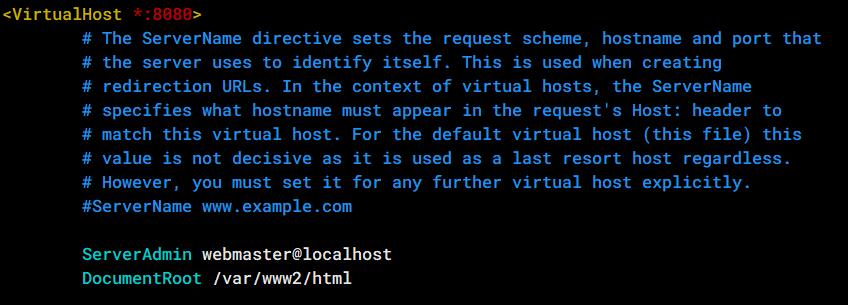 <VirtualHost *:8080>
# The ServerName directive sets the request scheme, hostname and port that
# the server uses to identify itself. This is used when creating
# redirection URLs. In the context of virtual hosts, the ServerName
# specifies what hostname must appear in the request's Host: header to
# match this virtual host. For the default virtual host (this file) this
# value is not decisive as it is used as a last resort host regardless.
# However, you must set it for any further virtual host explicitly.
#ServerName www.example.com
ServerAdmin webmaster@localhost
DocumentRoot /var/www2/html